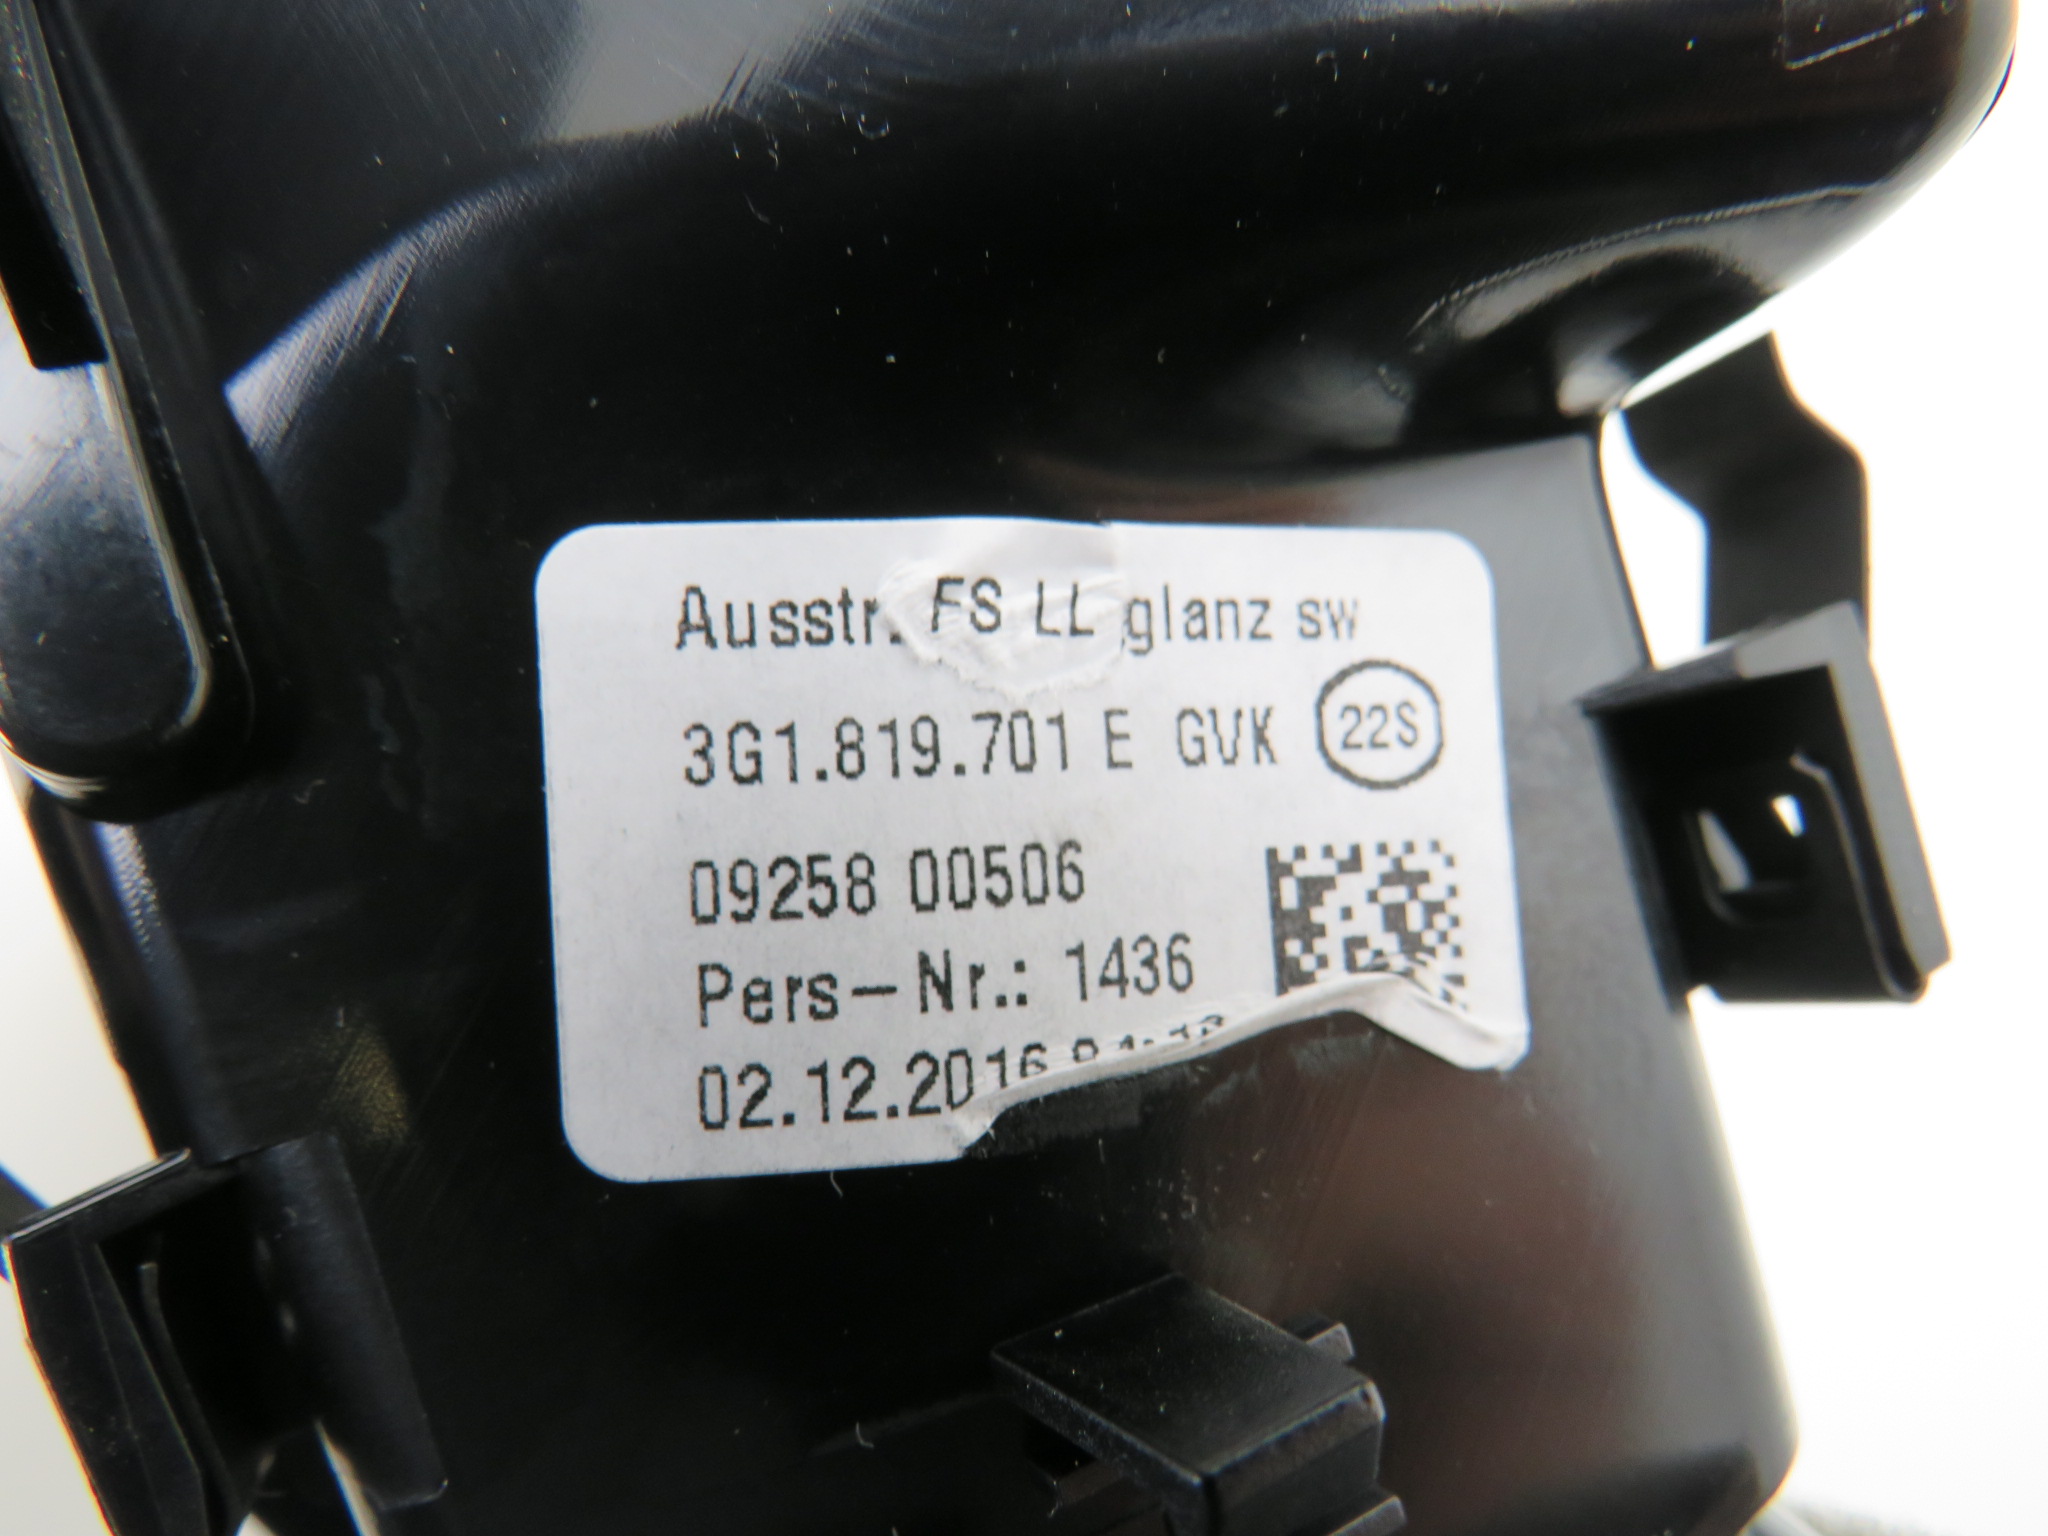 Ausstr. FS LL glanz sw
3G1.819.701 E GVK 22S
09258 00506
Pers-Nr.: 1436
02.12.2016